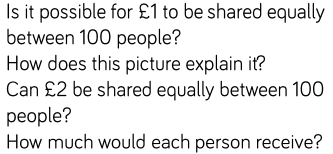 Is it possible for £1 to be shared equally
between 100 people?
How does this picture explain it?
Can £2 be shared equally between 100
people?
How much would each person receive?